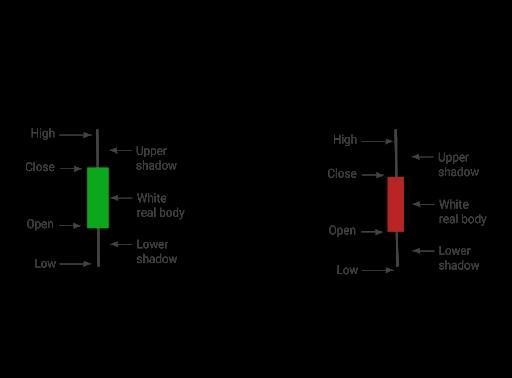 High
Upper
shadow
Close
White
real body
Open
Lower
shadow
Low
High
Upper
shadow
Close
White
real body
Open
Lower
shadow
Low